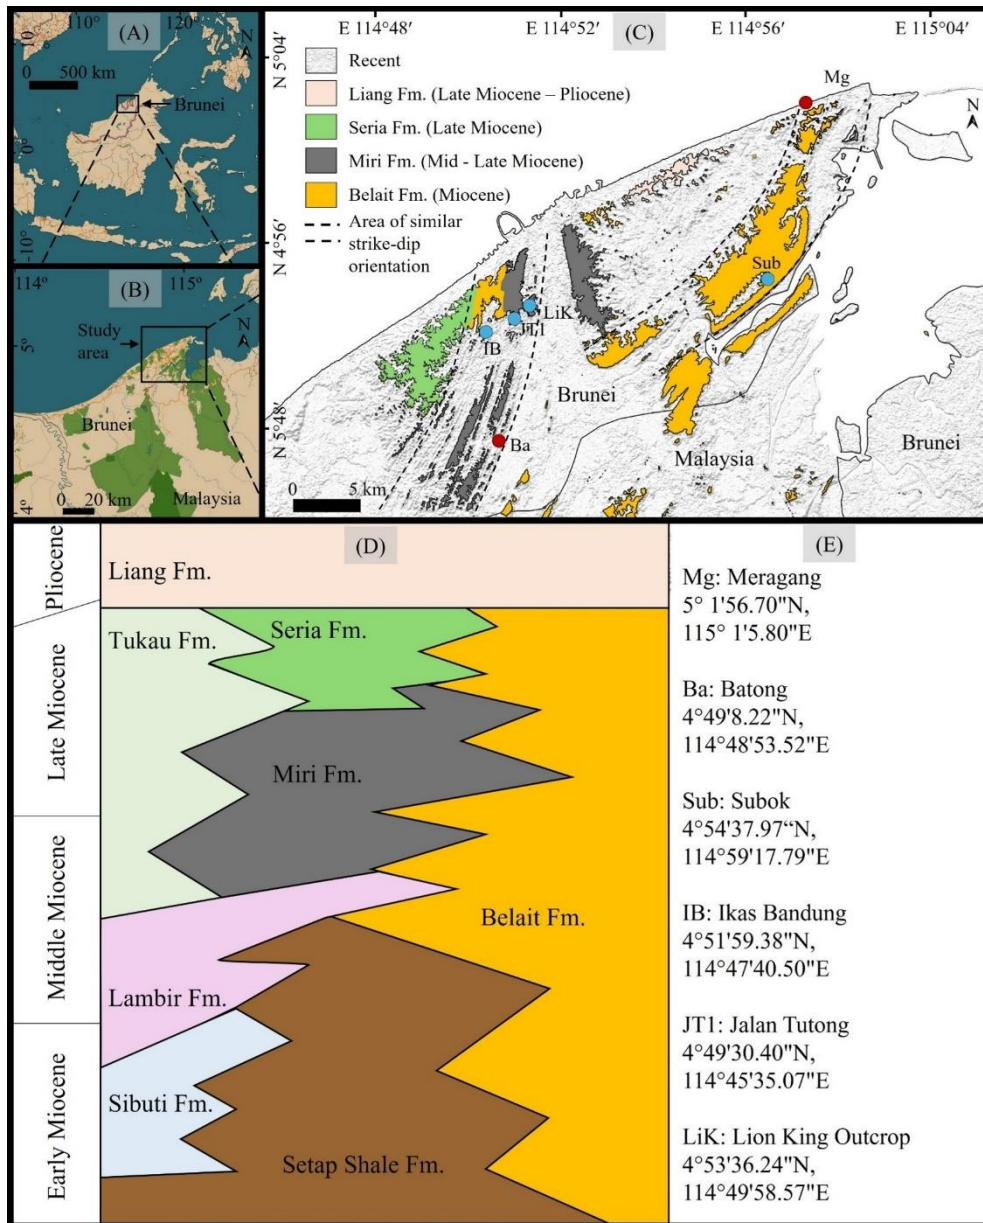 110° 120°
(A)
N
10
500 km
Brunei
0°
-10°
114° 115°
(B)
N
Study
area
5°
Brunei
Malaysia
0 20 km
4°
E 114°48' E 114°52' E 114°56' E 115°04'
(C)
N 5°04'
N 4°56'
N 5°48'
Recent
Liang Fm. (Late Miocene – Pliocene)
Seria Fm. (Late Miocene)
Miri Fm. (Mid - Late Miocene)
Belait Fm. (Miocene)
Area of similar
strike-dip
orientation
Mg
N
Sub
LiK
JT1
IB
Ba
Brunei
Malaysia
Brunei
0 5 km
(D)
Pliocene
Late Miocene
Middle Miocene
Early Miocene
Liang Fm.
Tukau Fm.
Seria Fm.
Miri Fm.
Belait Fm.
Lambir Fm.
Sibuti Fm.
Setap Shale Fm.
(E)
Mg: Meragang
5° 1'56.70"N,
115° 1'5.80"E
Ba: Batong
4°49'8.22"N,
114°48'53.52"E
Sub: Subok
4°54'37.97“N,
114°59'17.79"E
IB: Ikas Bandung
4°51'59.38"N,
114°47'40.50"E
JT1: Jalan Tutong
4°49'30.40"N,
114°45'35.07"E
LiK: Lion King Outcrop
4°53'36.24"N,
114°49'58.57"E